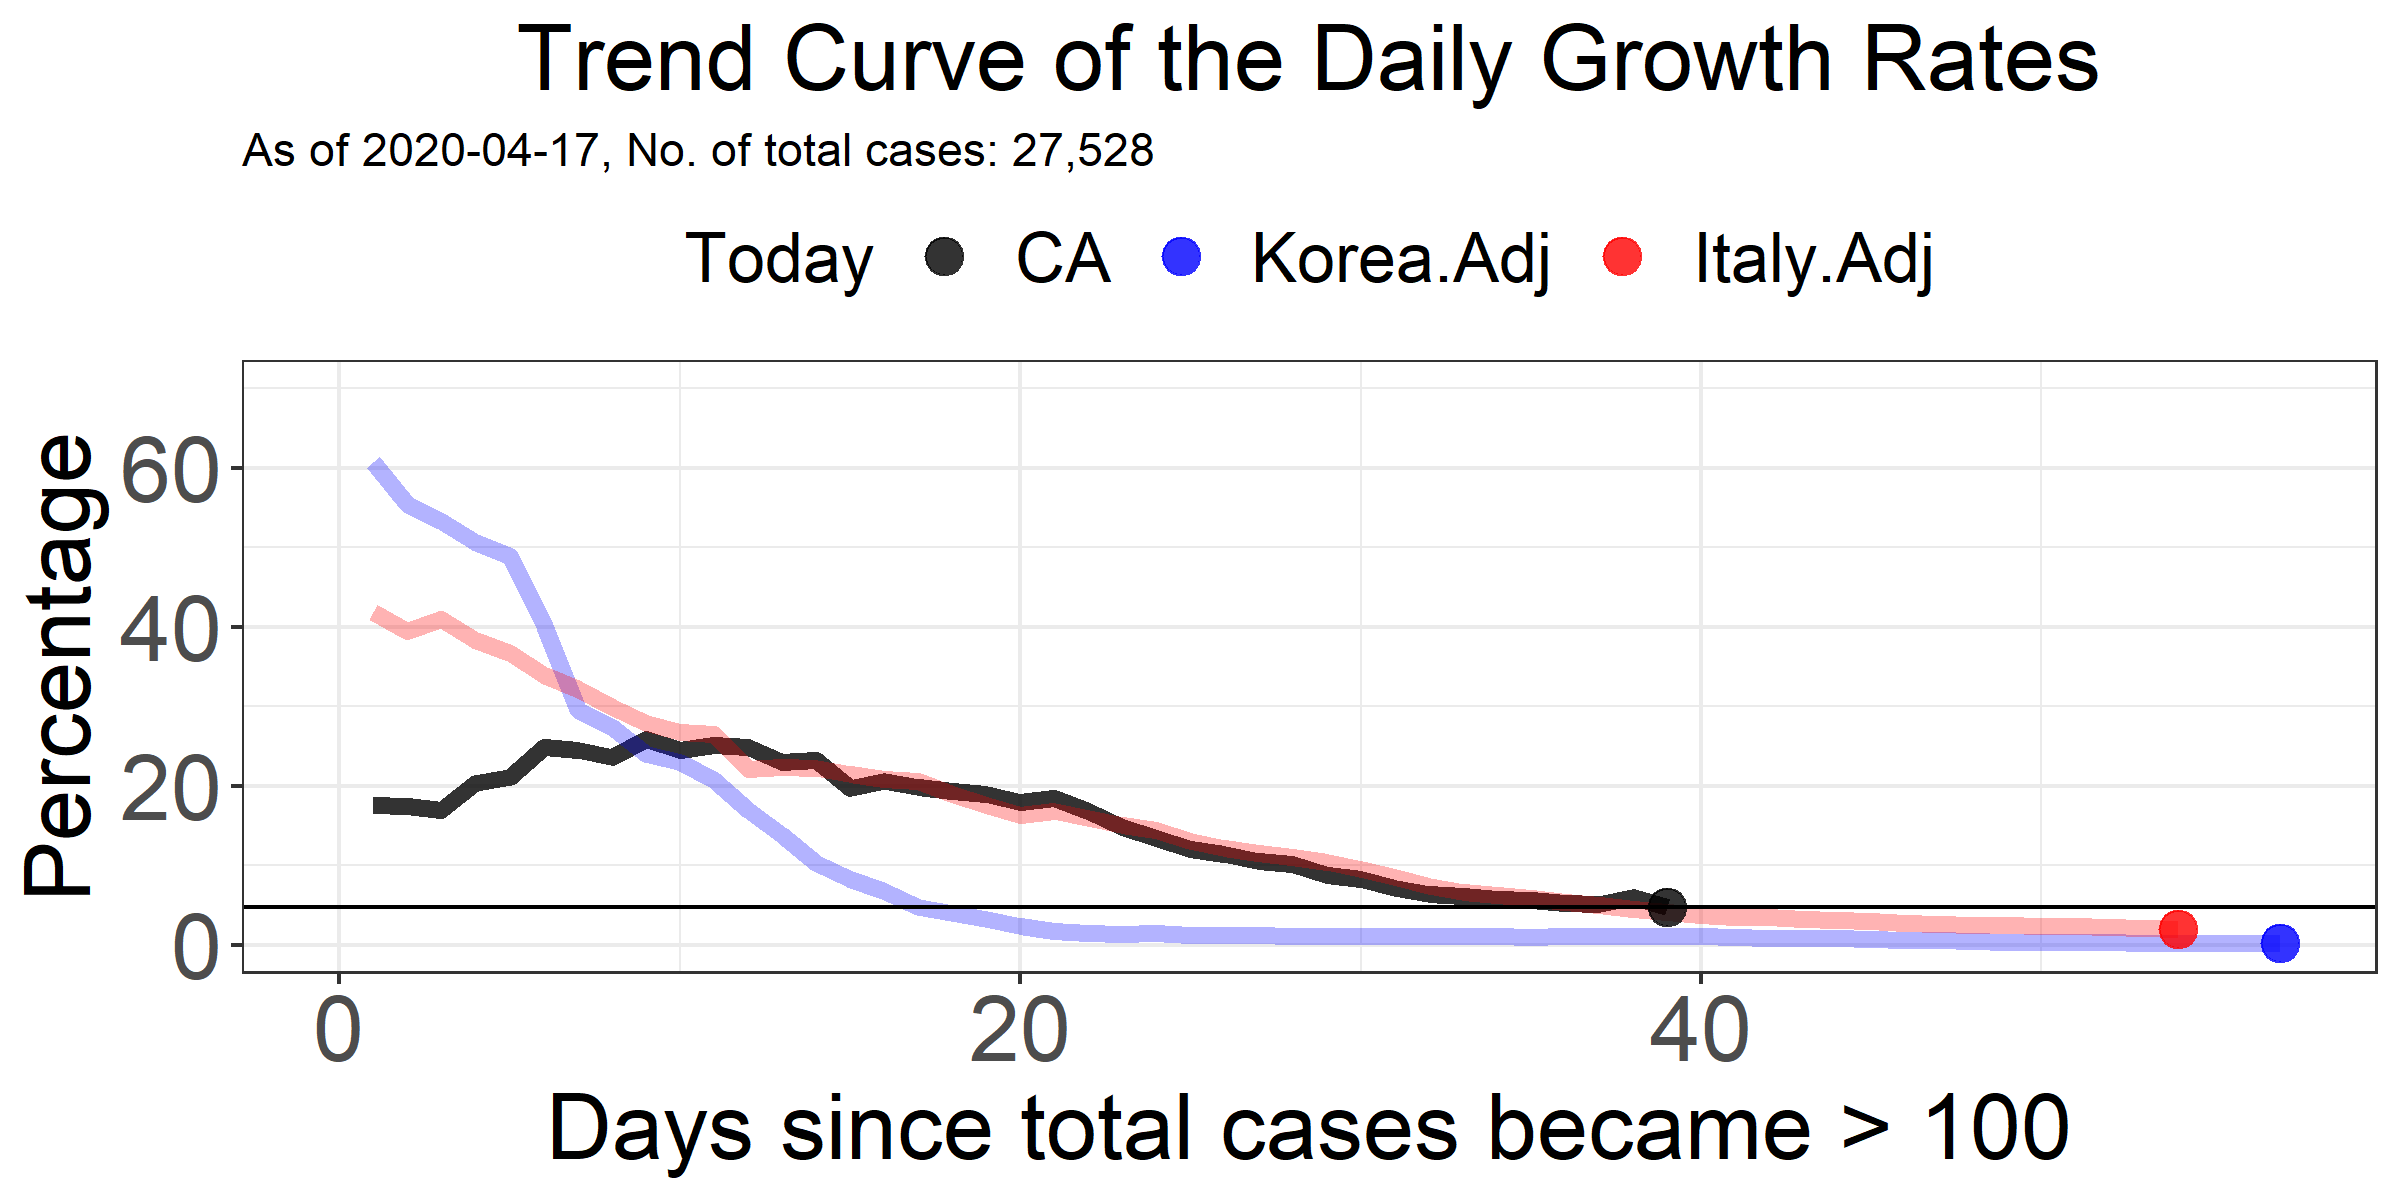 Trend Curve of the Daily Growth Rates
As of 2020-04-17, No. of total cases: 27,528
Today CA Korea.Adj Italy.Adj
Percentage
60
40
20
0
0 20 40
Days since total cases became > 100